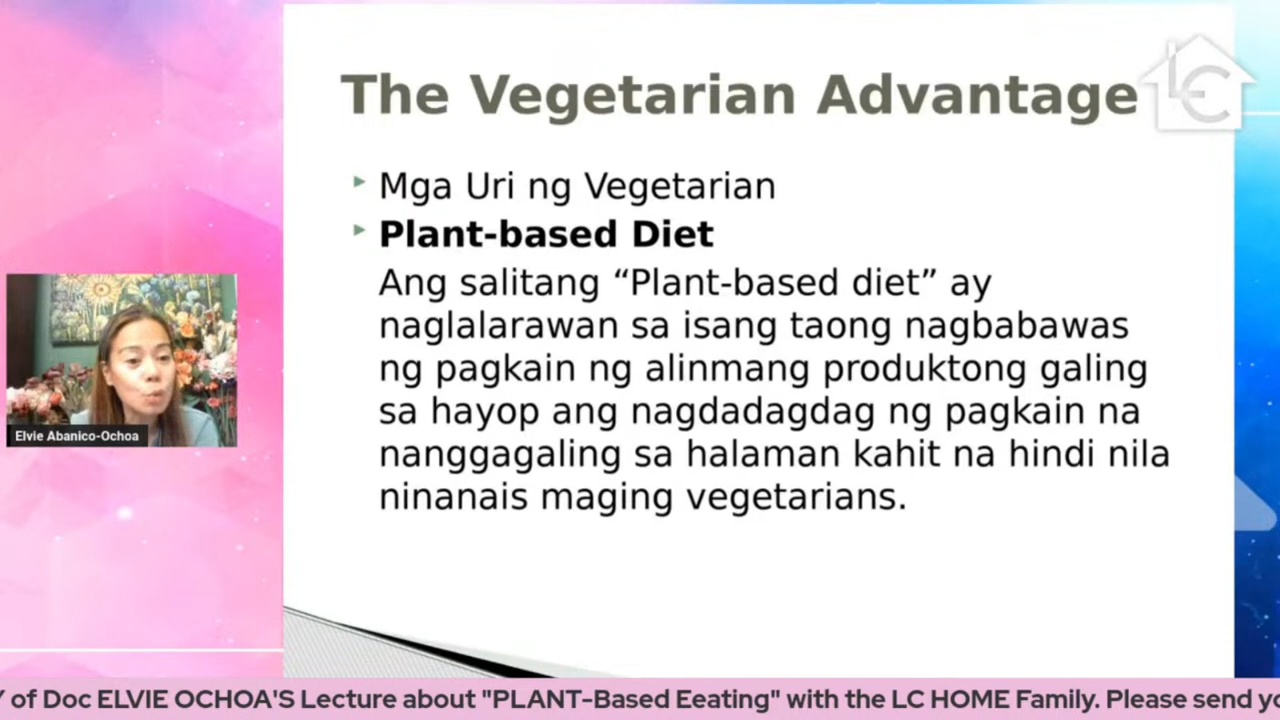 The Vegetarian Advantage
LC
Mga Uri ng Vegetarian
Plant-based Diet
Ang salitang “Plant-based diet” ay
naglalarawan sa isang taong nagbabawas
ng pagkain ng alinmang produktong galing
sa hayop ang nagdadagdag ng pagkain na
nanggagaling sa halaman kahit na hindi nila
ninanais maging vegetarians.
Elvie Abanico-Ochoa
Y of Doc ELVIE OCHOA'S Lecture about "PLANT-Based Eeating" with the LC HOME Family. Please send yo